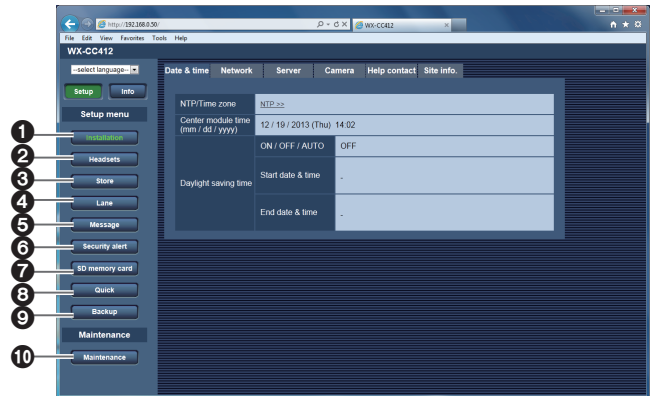 http://192.168.0.50/
WX-CC412
File Edit View Favorites Tools Help
WX-CC412
--select language--
Setup Info
Setup menu
1 Installation
2 Headsets
3 Store
4 Lane
5 Message
6 Security alert
7 SD memory card
8 Quick
9 Backup
Maintenance
10 Maintenance
Date & time Network Server Camera Help contact Site info.
NTP/Time zone NTP >>
Center module time (mm / dd / yyyy) 12 / 19 / 2013 (Thu) 14:02
Daylight saving time
ON / OFF / AUTO OFF
Start date & time -
End date & time -